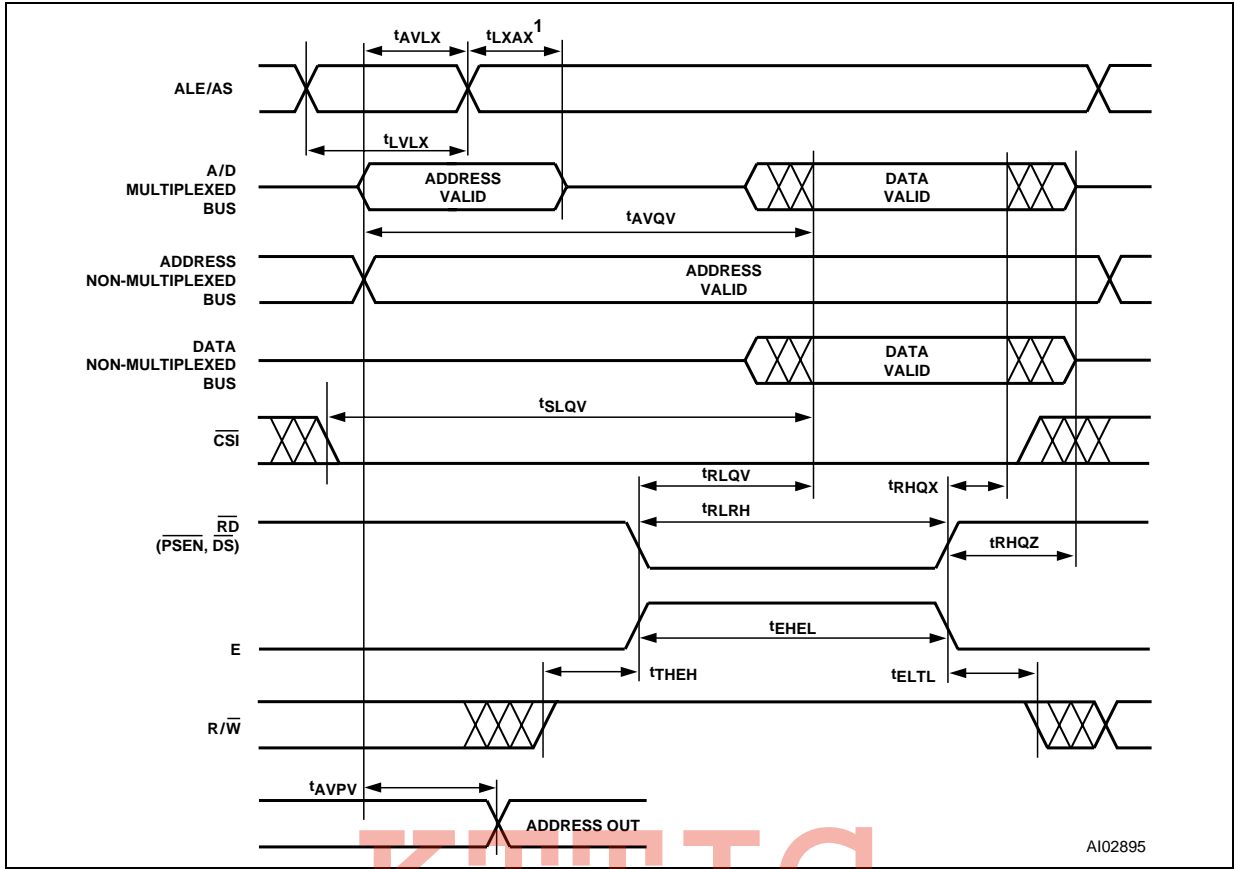 tAVLX tLXAX1
ALE/AS
tLVLX
A/D
MULTIPLEXED
BUS
ADDRESS
VALID
DATA
VALID
tAVQV
ADDRESS
NON-MULTIPLEXED
BUS
ADDRESS
VALID
DATA
NON-MULTIPLEXED
BUS
DATA
VALID
tSLQV
CSI
tRLQV
tRHQX
tRLRH
RD
(PSEN, DS)
tRHQZ
tEHEL
E
tTHEH
tELTL
R/W
tAVPV
ADDRESS OUT
AI02895